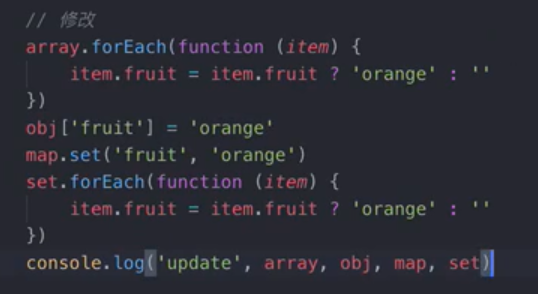 // 修改
array.forEach(function (item) {
    item.fruit = item.fruit ? 'orange' : ''
})
obj['fruit'] = 'orange'
map.set('fruit', 'orange')
set.forEach(function (item) {
    item.fruit = item.fruit ? 'orange' : ''
})
console.log('update', array, obj, map, set)